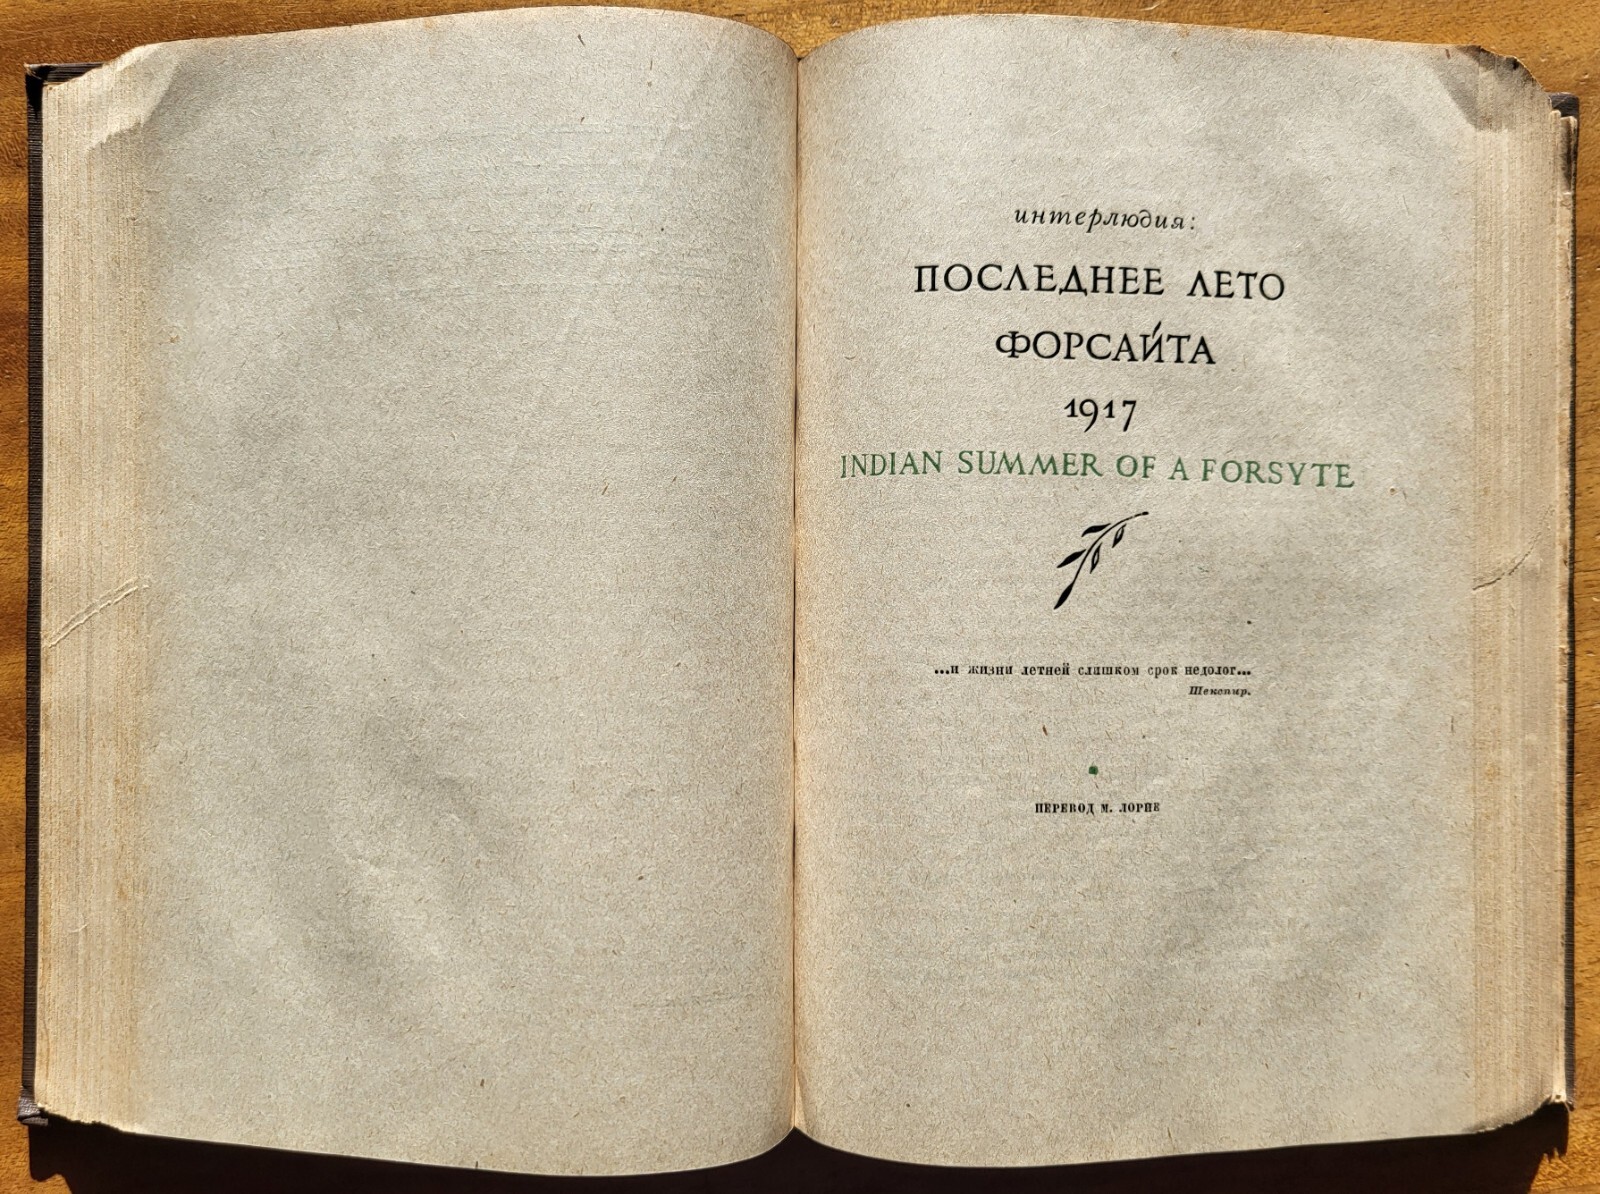 интерлюдия:
ПОСЛЕДНЕЕ ЛЕТО
ФОРСАЙТА
1917
INDIAN SUMMER OF A FORSYTE
...и жизни летней слишком срок недолог...
Шекспир.
ПЕРЕВОД М. ЛОРИЕ